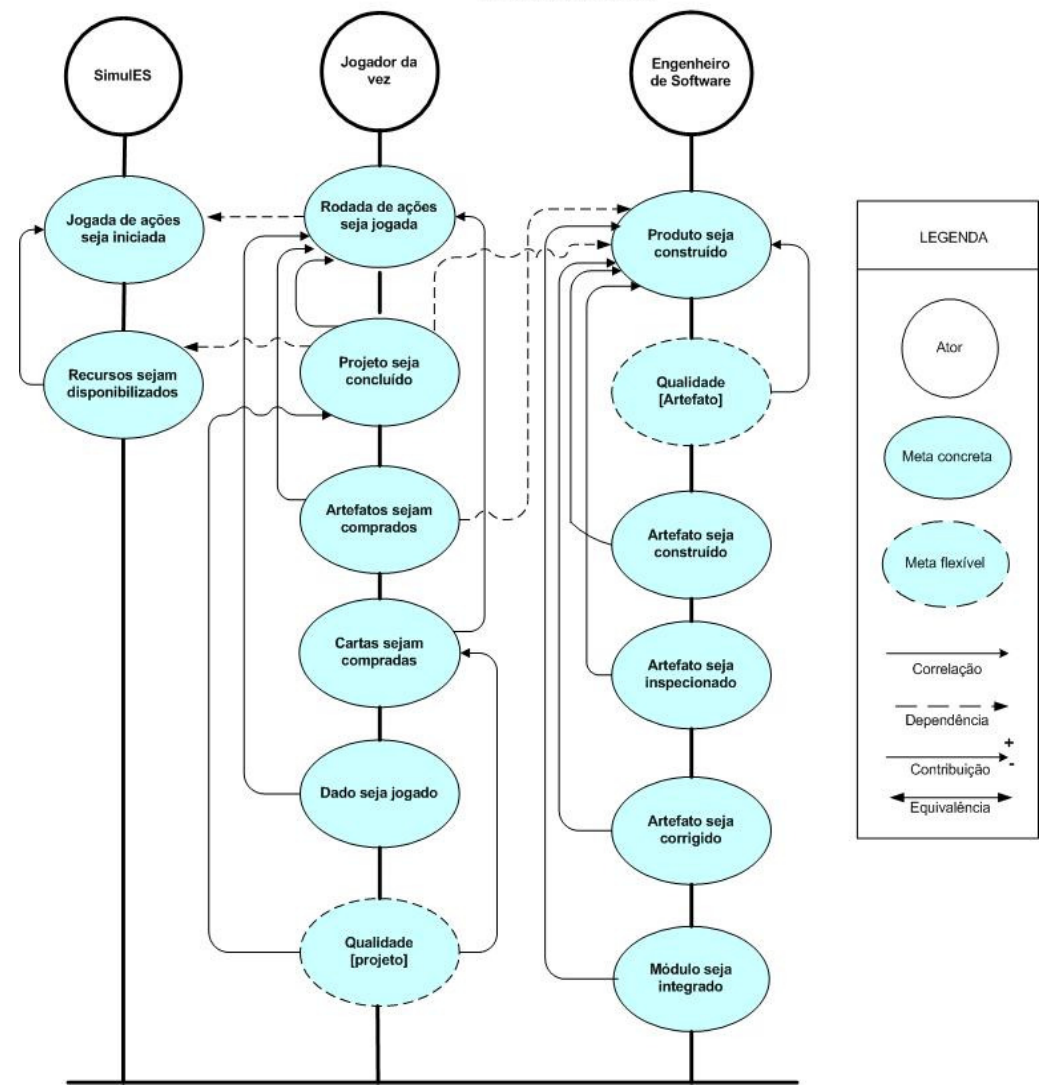 SimulES
Jogador da
vez
Engenheiro
de Software
Jogada de ações
seja iniciada
Rodada de ações
seja jogada
Produto seja
construído
Recursos sejam
disponibilizados
Projeto seja
concluído
Qualidade
[Artefato]
Artefatos sejam
comprados
Artefato seja
construído
Cartas sejam
compradas
Artefato seja
inspecionado
Dado seja jogado
Artefato seja
corrigido
Qualidade
[projeto]
Módulo seja
integrado
LEGENDA
Ator
Meta concreta
Meta flexível
Correlação
Dependência
+
-
Contribuição
Equivalência